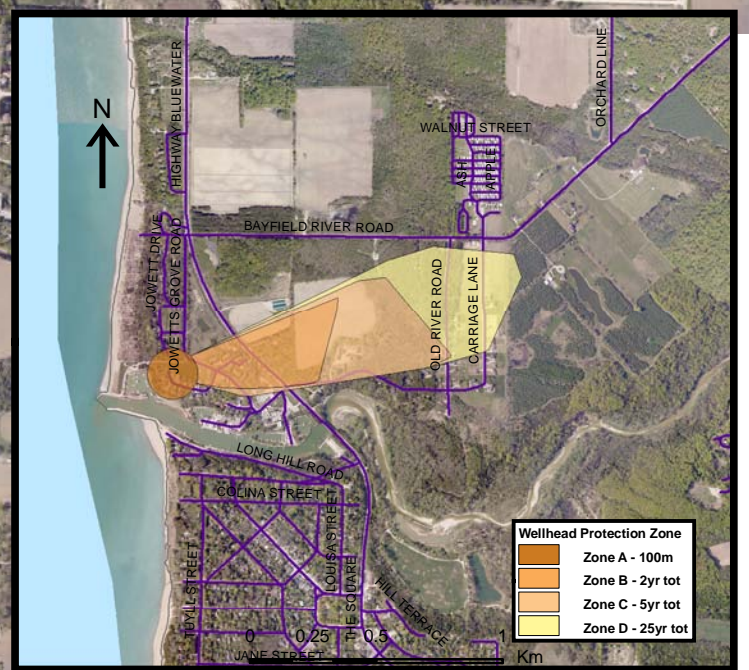 HIGHWAY BLUEWATER
ORCHARD LINE
N
WALNUT STREET
ASH
APPLE
BAYFIELD RIVER ROAD
JOWETT DRIVE
JOWETTS GROVE ROAD
OLD RIVER ROAD
CARRIAGE LANE
LONG HILL ROAD
COLINA STREET
LOUISA STREET
TUYLL STREET
THE SQUARE
HILL TERRACE
JANE STREET
0 0.25 0.5 1
Km
Wellhead Protection Zone
Zone A - 100m
Zone B - 2yr tot
Zone C - 5yr tot
Zone D - 25yr tot